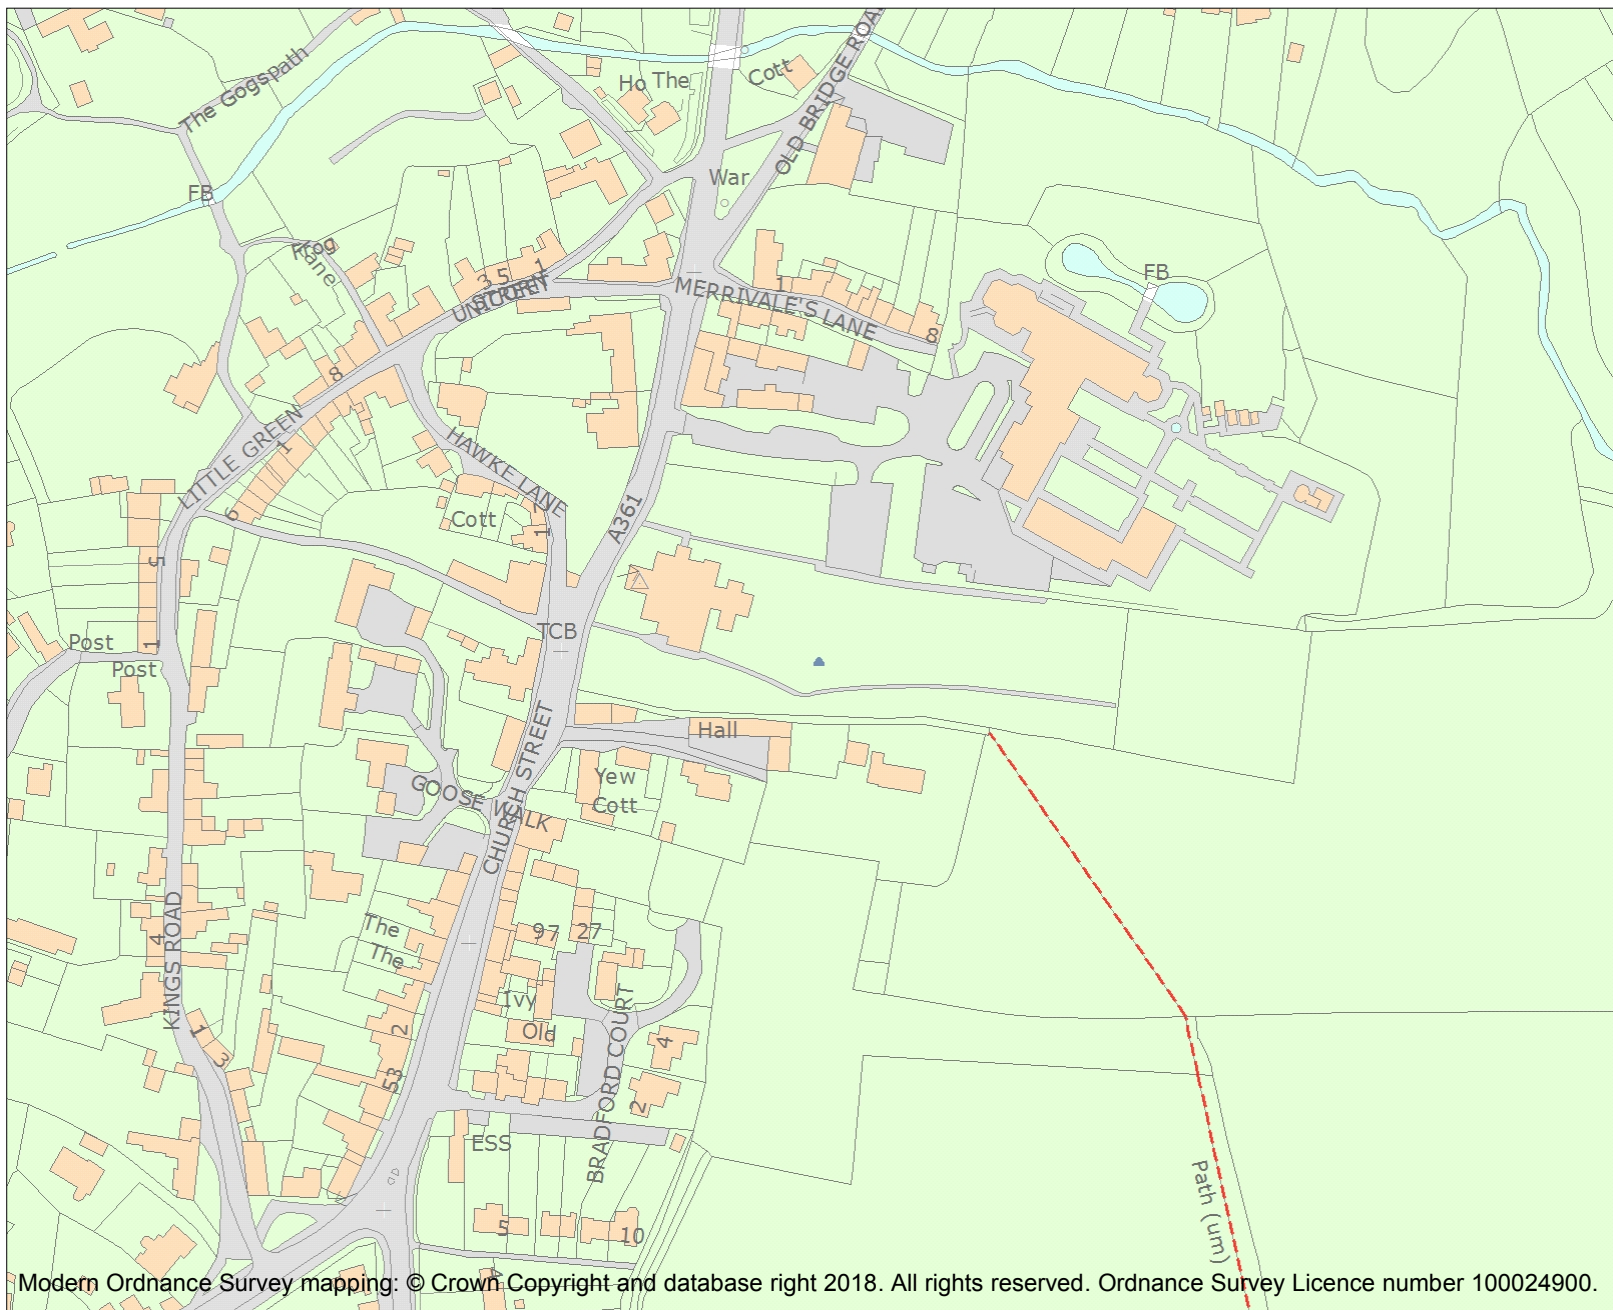 OLD BRIDGE ROA
The Gogspath
Ho The
Cott
War
FB
Frog
Lane
3 5
1
UNICORN
STREET
1
MERRIVALE'S LANE
8
FB
8
LITTLE GREEN
1
6
HAWKE LANE
Cott
1
A361
5
1
Post
Post
TCB
CHURCH STREET
Hall
Yew
Cott
GOOSE WALK
The
The
97
27
4
KINGS ROAD
Ivy
Old
BRADFORD COURT
4
2
2
53
1
3
ESS
5
10
Path (um)
Modern Ordnance Survey mapping: © Crown Copyright and database right 2018. All rights reserved. Ordnance Survey Licence number 100024900.